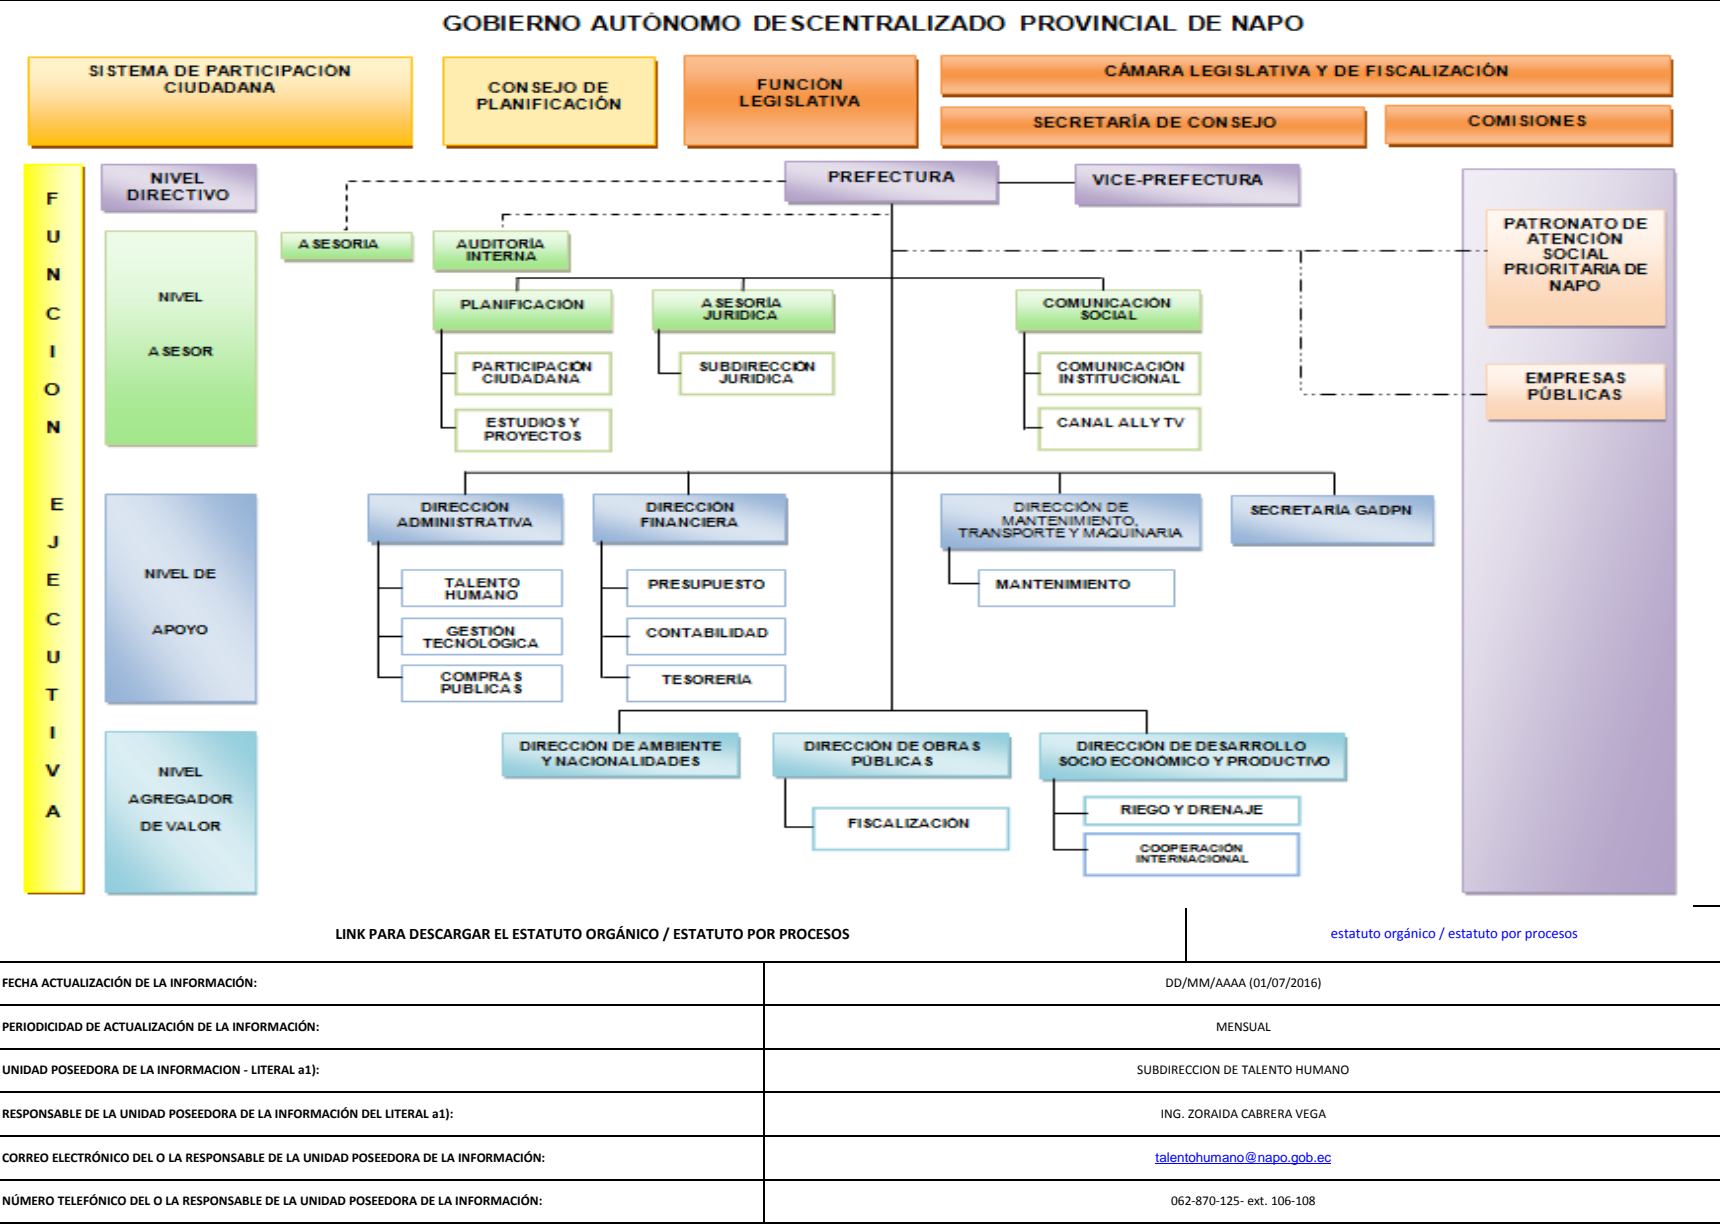 GOBIERNO AUTÓNOMO DESCENTRALIZADO PROVINCIAL DE NAPO
SISTEMA DE PARTICIPACIÓN
CIUDADANA
CONSEJO DE
PLANIFICACIÓN
FUNCIÓN
LEGISLATIVA
CÁMARA LEGISLATIVA Y DE FISCALIZACIÓN
SECRETARÍA DE CONSEJO
COMISIONES
F
U
N
C
I
O
N
E
J
E
C
U
T
I
V
A
NIVEL
DIRECTIVO
PREFECTURA
VICE-PREFECTURA
NIVEL
ASESOR
ASESORIA
AUDITORÍA
INTERNA
PLANIFICACIÓN
PARTICIPACIÓN
CIUDADANA
ESTUDIOS Y
PROYECTOS
ASESORÍA
JURIDICA
SUBDIRECCIÓN
JURIDICA
COMUNICACIÓN
SOCIAL
COMUNICACIÓN
INSTITUCIONAL
CANAL ALLY TV
PATRONATO DE
ATENCIÓN
SOCIAL
PRIORITARIA DE
NAPO
EMPRESAS
PÚBLICAS
NIVEL DE
APOYO
DIRECCIÓN
ADMINISTRATIVA
TALENTO
HUMANO
GESTIÓN
TECNOLOGICA
COMPRAS
PUBLICAS
DIRECCIÓN
FINANCIERA
PRESUPUESTO
CONTABILIDAD
TESORERÍA
DIRECCIÓN DE
MANTENIMIENTO,
TRANSPORTE Y MAQUINARIA
MANTENIMIENTO
SECRETARÍA GADPN
NIVEL
AGREGADOR
DE VALOR
DIRECCIÓN DE AMBIENTE
Y NACIONALIDADES
DIRECCIÓN DE OBRAS
PÚBLICAS
FISCALIZACIÓN
DIRECCIÓN DE DESARROLLO
SOCIO ECONÓMICO Y PRODUCTIVO
RIEGO Y DRENAJE
COOPERACIÓN
INTERNACIONAL
LINK PARA DESCARGAR EL ESTATUTO ORGÁNICO / ESTATUTO POR PROCESOS
estatuto orgánico / estatuto por procesos
FECHA ACTUALIZACIÓN DE LA INFORMACIÓN:
DD/MM/AAAA (01/07/2016)
PERIODICIDAD DE ACTUALIZACIÓN DE LA INFORMACIÓN:
MENSUAL
UNIDAD POSEEDORA DE LA INFORMACION - LITERAL a1):
SUBDIRECCION DE TALENTO HUMANO
RESPONSABLE DE LA UNIDAD POSEEDORA DE LA INFORMACIÓN DEL LITERAL a1):
ING. ZORAIDA CABRERA VEGA
CORREO ELECTRÓNICO DEL O LA RESPONSABLE DE LA UNIDAD POSEEDORA DE LA INFORMACIÓN:
talentohumano@napo.gob.ec
NÚMERO TELEFÓNICO DEL O LA RESPONSABLE DE LA UNIDAD POSEEDORA DE LA INFORMACIÓN:
062-870-125- ext. 106-108